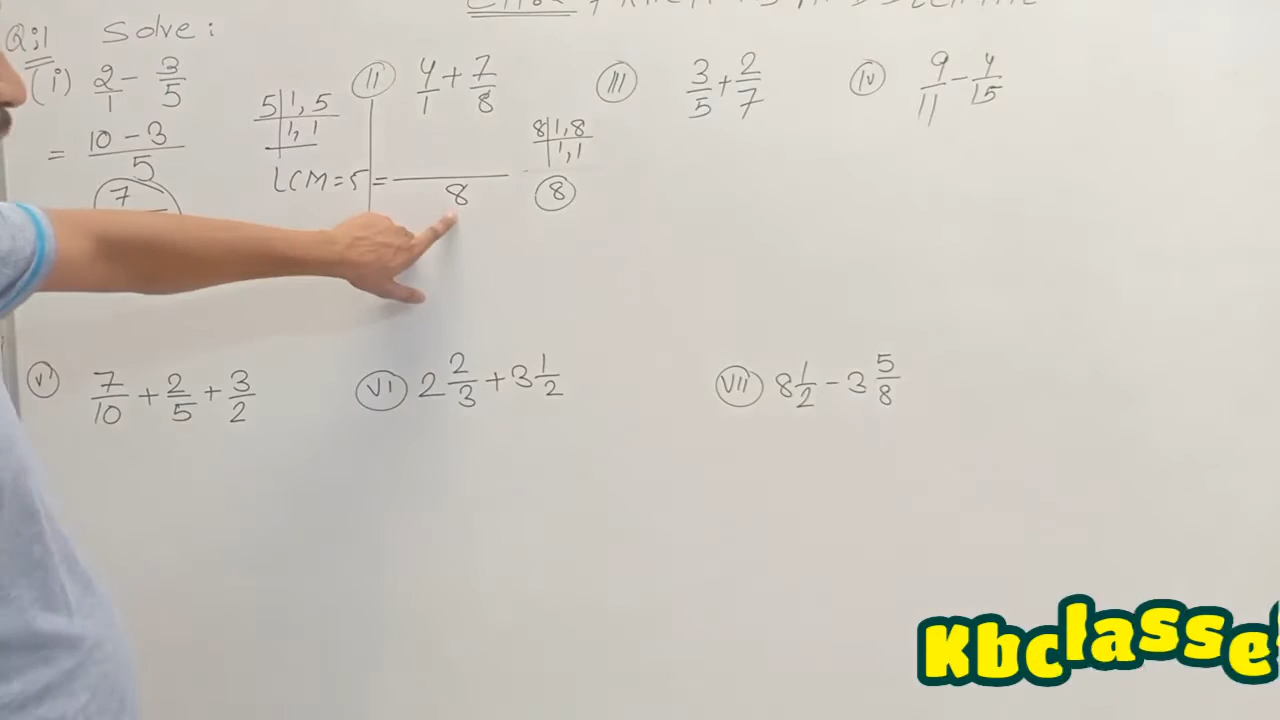 Q;1 Solve:
(i) 2/1 - 3/5
= 10 - 3 / 5
7
5 | 1, 5
1, 1
LCM = 5
II 4/1 + 7/8
= 8
8 | 1, 8
1, 1
8
III 3/5 + 2/7
IV 9/11 - 4/15
V 7/10 + 2/5 + 3/2
VI 2 2/3 + 3 1/2
VII 8 1/2 - 3 5/8
Kbclasse